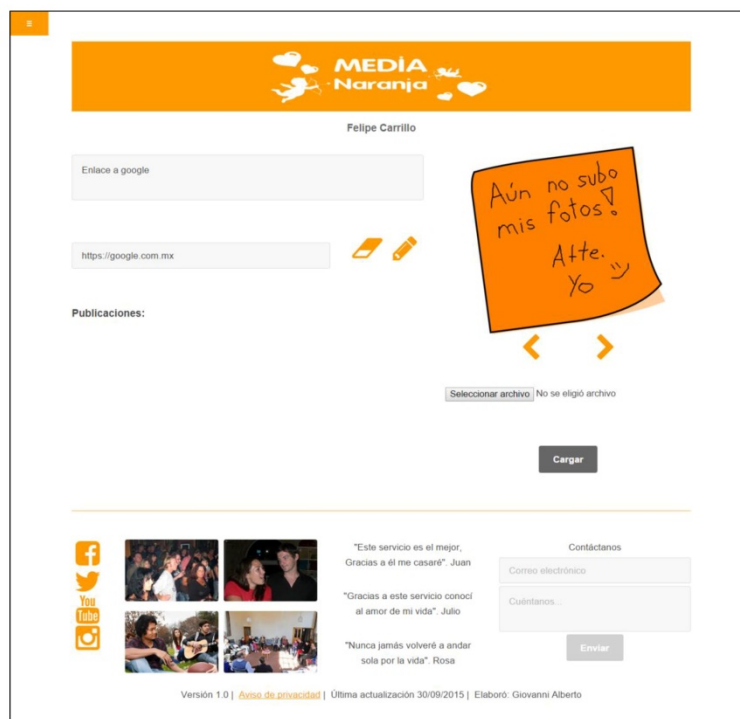 MEDIA
Naranja
Felipe Carrillo
Enlace a google
https://google.com.mx
Publicaciones:
Aún no subo
mis fotos!
Atte.
Yo
Seleccionar archivo No se eligió archivo
Cargar
You
Tube
"Este servicio es el mejor,
Gracias a él me casaré". Juan
"Gracias a este servicio conocí
al amor de mi vida". Julio
"Nunca jamás volveré a andar
sola por la vida". Rosa
Contáctanos
Correo electrónico
Cuéntanos...
Enviar
Versión 1.0 | Aviso de privacidad | Última actualización 30/09/2015 | Elaboró: Giovanni Alberto